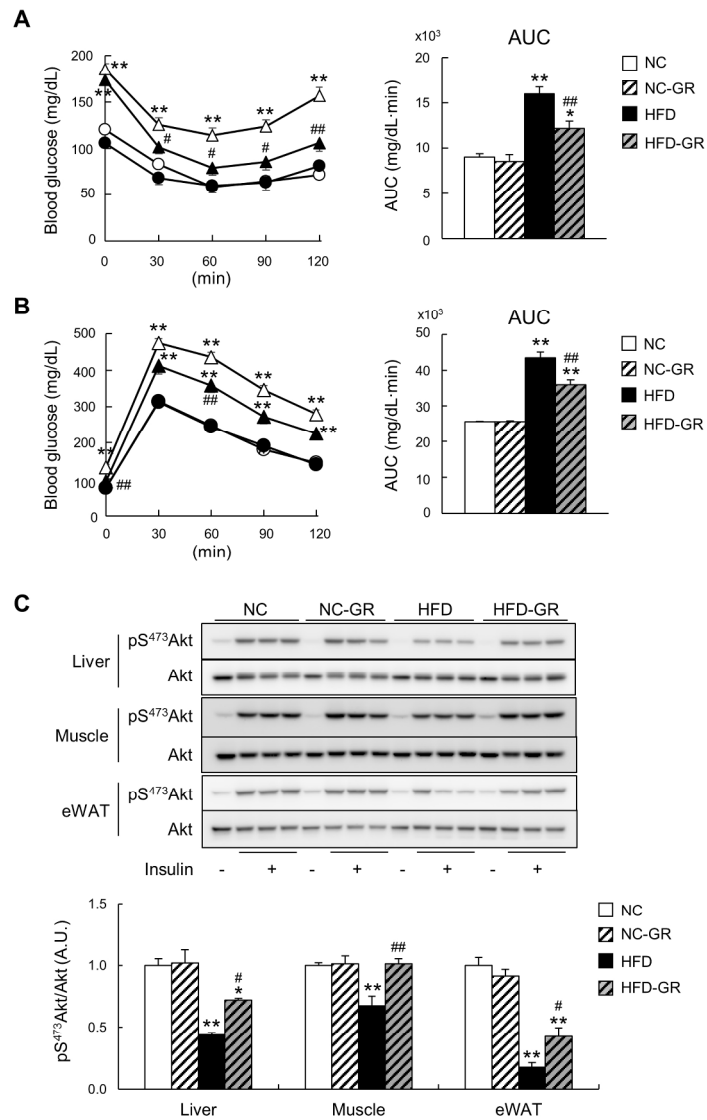 A
Blood glucose (mg/dL)
200
150
100
50
0
**
**
**
**
**
**
#
#
#
##
0 30 60 90 120
(min)
AUC
x10³
AUC (mg/dL·min)
20
15
10
5
0
**
##
*
NC
NC-GR
HFD
HFD-GR
B
Blood glucose (mg/dL)
500
400
300
200
100
0
**
**
**
**
**
**
**
##
**
**
##
0 30 60 90 120
(min)
AUC
x10³
AUC (mg/dL·min)
50
40
30
20
10
0
**
##
**
NC
NC-GR
HFD
HFD-GR
C
NC NC-GR HFD HFD-GR
Liver
pS⁴⁷³Akt
Akt
Muscle
pS⁴⁷³Akt
Akt
eWAT
pS⁴⁷³Akt
Akt
Insulin - + - + - + - +
pS⁴⁷³Akt/Akt (A.U.)
1.5
1.0
0.5
0.0
**
#
*
**
##
**
#
**
Liver Muscle eWAT
NC
NC-GR
HFD
HFD-GR